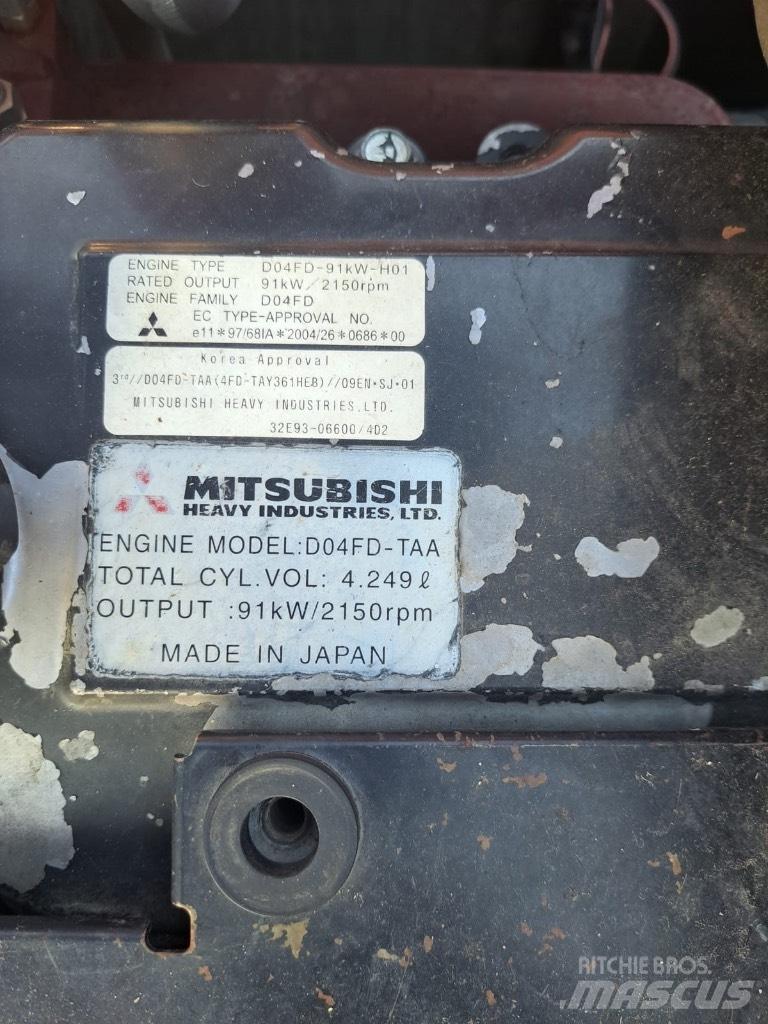 ENGINE TYPE D04FD-91kW-H01
RATED OUTPUT 91kW/2150rpm
ENGINE FAMILY D04FD
EC TYPE-APPROVAL NO.
e11*97/68IA*2004/26*0686*00
Korea Approval
3rd//D04FD-TAA(4FD-TAY361HE8)//09EN·SJ·01
MITSUBISHI HEAVY INDUSTRIES,LTD.
32E93-06600/4D2
MITSUBISHI
HEAVY INDUSTRIES, LTD.
ENGINE MODEL:D04FD-TAA
TOTAL CYL.VOL: 4.249ℓ
OUTPUT :91kW/2150rpm
MADE IN JAPAN
RITCHIE BROS.
MASCUS